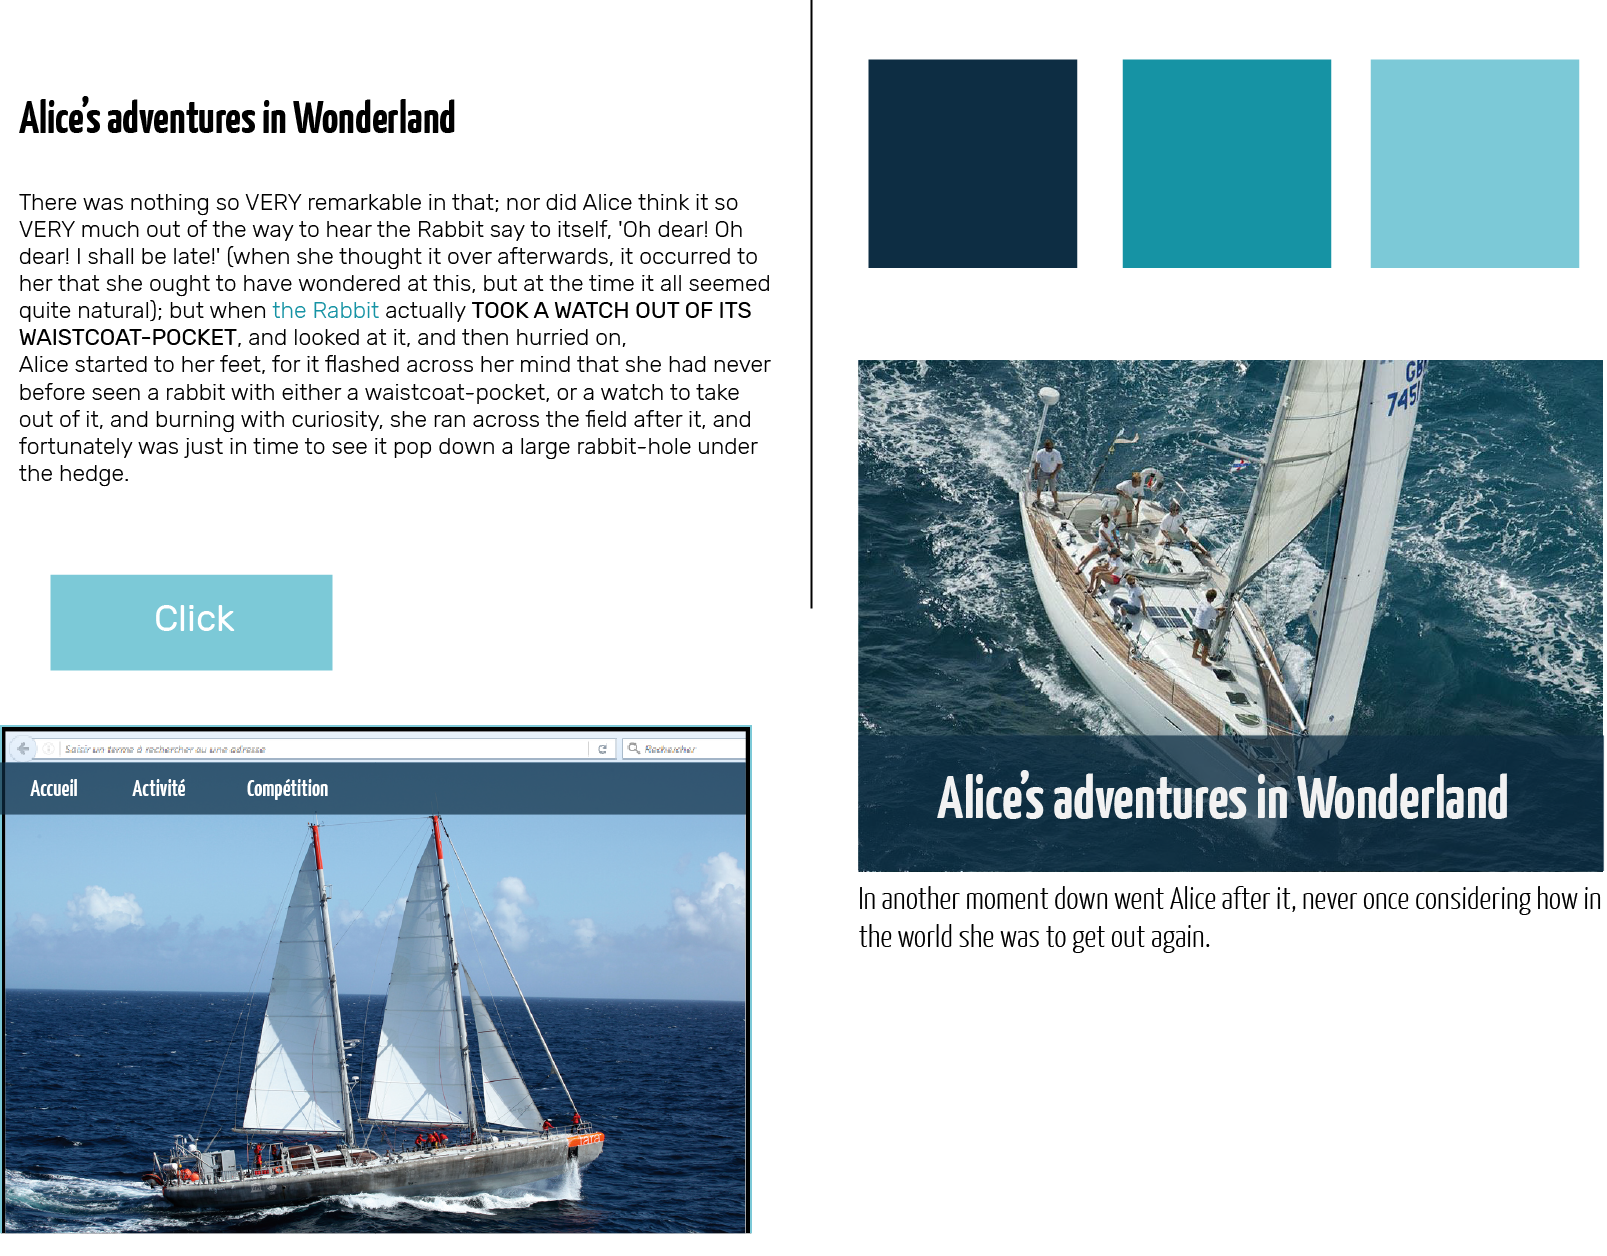 Alice's adventures in Wonderland
There was nothing so VERY remarkable in that; nor did Alice think it so
VERY much out of the way to hear the Rabbit say to itself, 'Oh dear! Oh
dear! I shall be late!' (when she thought it over afterwards, it occurred to
her that she ought to have wondered at this, but at the time it all seemed
quite natural); but when the Rabbit actually TOOK A WATCH OUT OF ITS
WAISTCOAT-POCKET, and looked at it, and then hurried on,
Alice started to her feet, for it flashed across her mind that she had never
before seen a rabbit with either a waistcoat-pocket, or a watch to take
out of it, and burning with curiosity, she ran across the field after it, and
fortunately was just in time to see it pop down a large rabbit-hole under
the hedge.
Click
Saisir un terme à rechercher ou une adresse
Rechercher
Accueil
Activité
Compétition
Tara
GB
745
Alice's adventures in Wonderland
In another moment down went Alice after it, never once considering how in
the world she was to get out again.